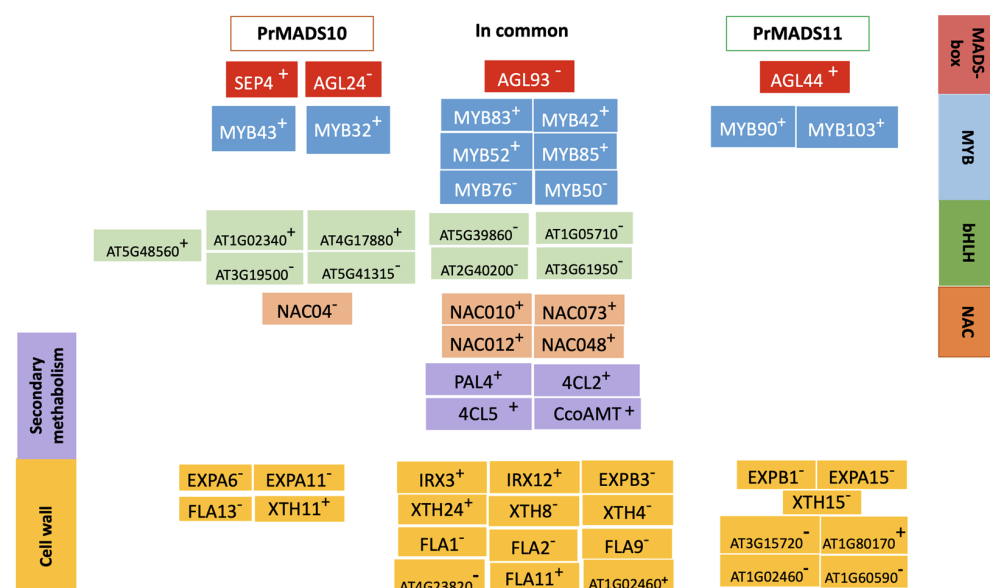 PrMADS10 In common PrMADS11
MADS-box
SEP4+ AGL24- AGL93- AGL44+
MYB
MYB43+ MYB32+ MYB83+ MYB42+ MYB90+ MYB103+
MYB52+ MYB85+
MYB76- MYB50-
bHLH
AT5G48560+ AT1G02340+ AT4G17880+ AT5G39860- AT1G05710-
AT3G19500- AT5G41315- AT2G40200- AT3G61950-
NAC
NAC04- NAC010+ NAC073+
NAC012+ NAC048+
Secondary methabolism
PAL4+ 4CL2+
4CL5+ CcoAMT+
Cell wall
EXPA6- EXPA11- IRX3+ IRX12+ EXPB3- EXPB1- EXPA15-
FLA13- XTH11+ XTH24+ XTH8- XTH4- XTH15-
FLA1- FLA2- FLA9- AT3G15720- AT1G80170+
AT4G23820- FLA11+ AT1G02460+ AT1G02460- AT1G60590-